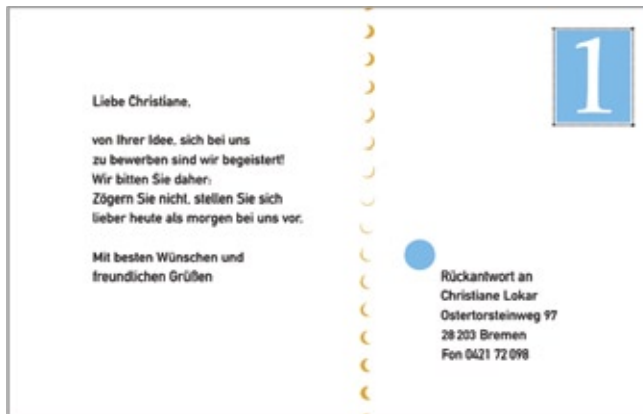 Liebe Christiane,
von Ihrer Idee, sich bei uns
zu bewerben sind wir begeistert!
Wir bitten Sie daher:
Zögern Sie nicht, stellen Sie sich
lieber heute als morgen bei uns vor.
Mit besten Wünschen und
freundlichen Grüßen
1
Rückantwort an
Christiane Lokar
Ostertorsteinweg 97
28 203 Bremen
Fon 0421 72 098